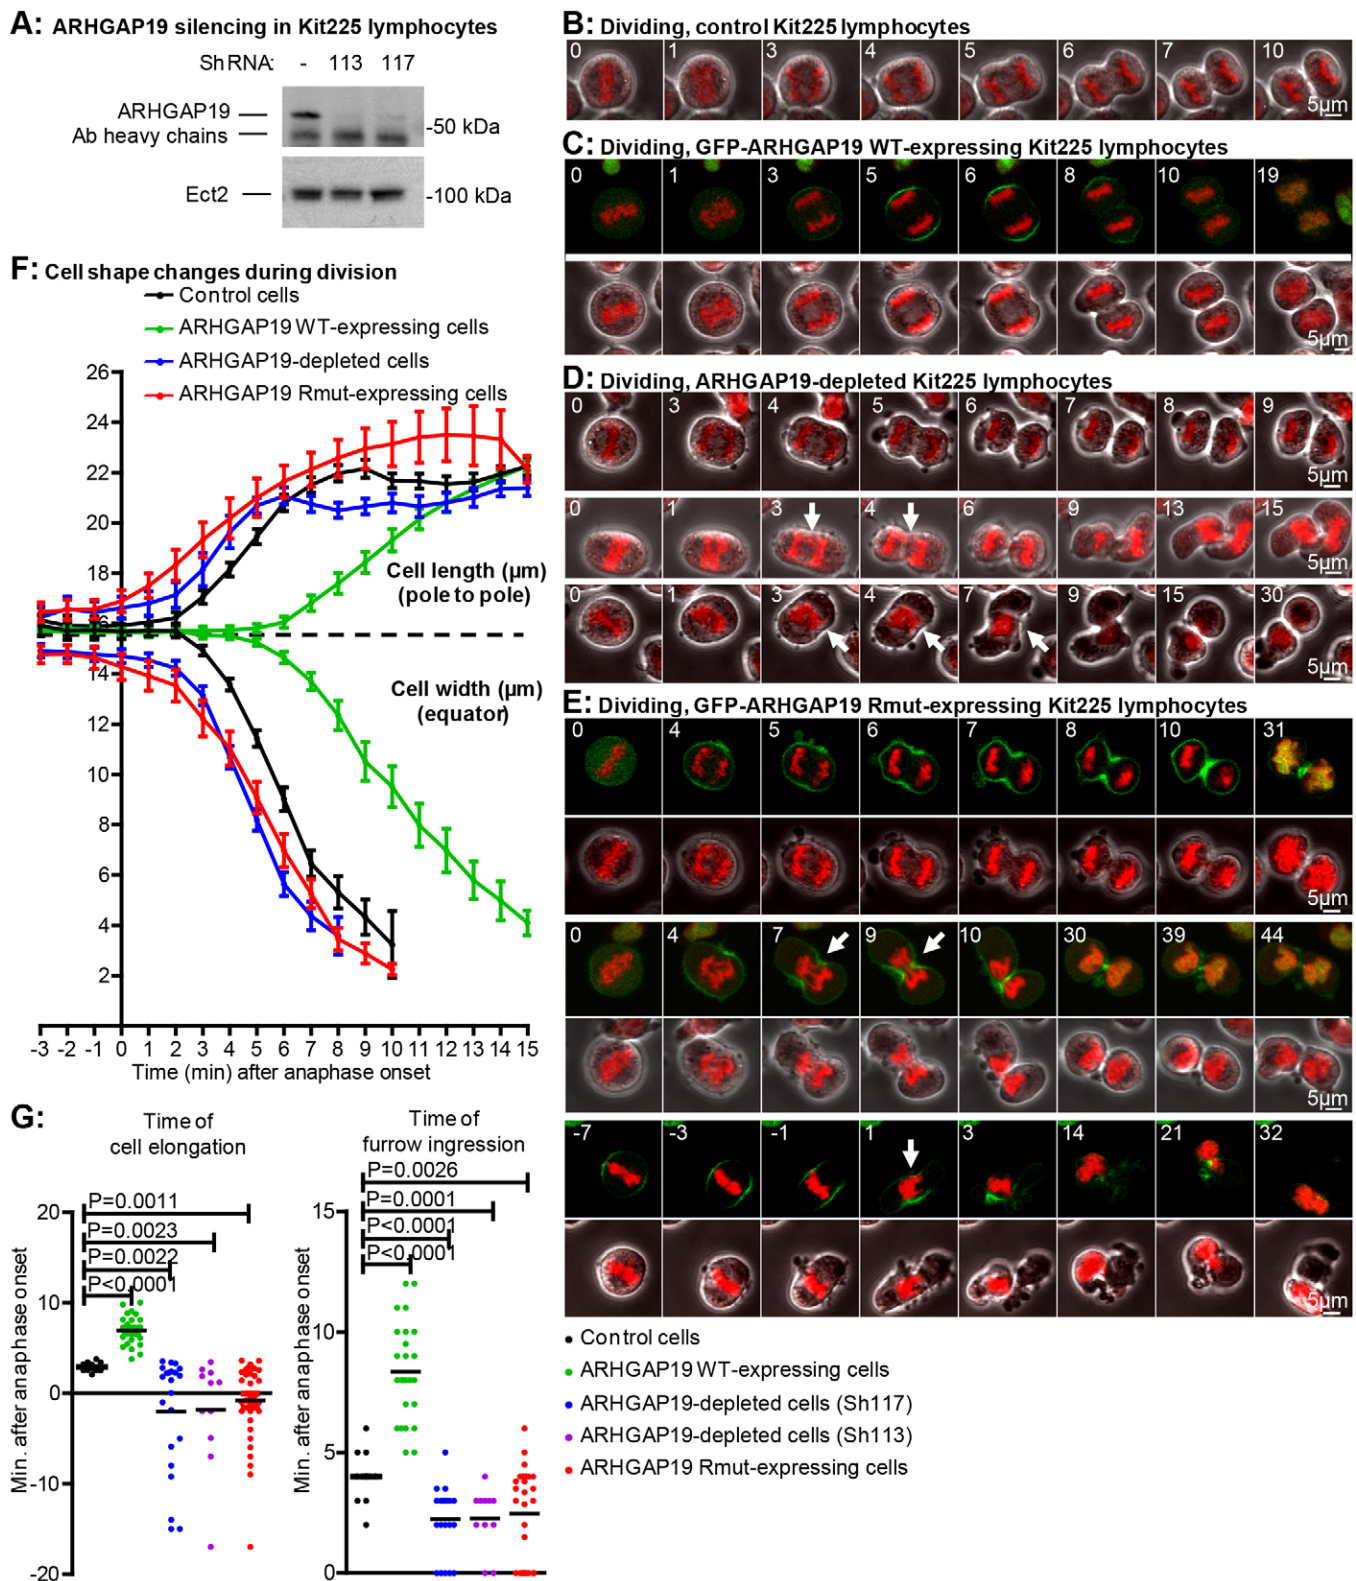 A: ARHGAP19 silencing in Kit225 lymphocytes
ShRNA: - 113 117
ARHGAP19
Ab heavy chains
-50 kDa
Ect2
-100 kDa
B: Dividing, control Kit225 lymphocytes
0 1 3 4 5 6 7 10
5µm
C: Dividing, GFP-ARHGAP19 WT-expressing Kit225 lymphocytes
0 1 3 5 6 8 10 19
5µm
D: Dividing, ARHGAP19-depleted Kit225 lymphocytes
0 3 4 5 6 7 8 9
5µm
0 1 3 4 6 9 13 15
5µm
0 1 3 4 7 9 15 30
5µm
E: Dividing, GFP-ARHGAP19 Rmut-expressing Kit225 lymphocytes
0 4 5 6 7 8 10 31
5µm
0 4 7 9 10 30 39 44
5µm
-7 -3 -1 1 3 14 21 32
5µm
F: Cell shape changes during division
Control cells
ARHGAP19 WT-expressing cells
ARHGAP19-depleted cells
ARHGAP19 Rmut-expressing cells
26
24
22
20
18
16
14
12
10
8
6
4
2
Cell length (µm)
(pole to pole)
Cell width (µm)
(equator)
-3 -2 -1 0 1 2 3 4 5 6 7 8 9 10 11 12 13 14 15
Time (min) after anaphase onset
G:
Time of
cell elongation
P=0.0011
P=0.0023
P=0.0022
P<0.0001
20
10
0
-10
-20
Min. after anaphase onset
Time of
furrow ingression
P=0.0026
P=0.0001
P<0.0001
P<0.0001
15
10
5
0
Min. after anaphase onset
Control cells
ARHGAP19 WT-expressing cells
ARHGAP19-depleted cells (Sh117)
ARHGAP19-depleted cells (Sh113)
ARHGAP19 Rmut-expressing cells